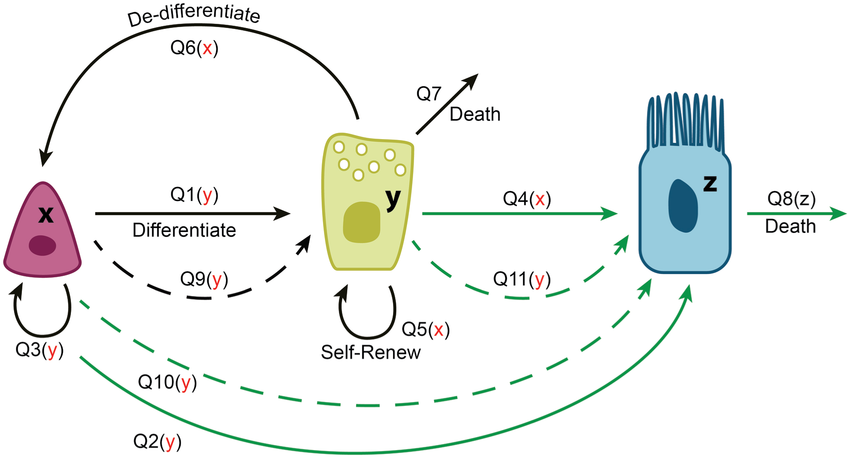 De-differentiate
Q6(x)
Q7
Death
x
Q1(y)
Differentiate
y
Q4(x)
z
Q8(z)
Death
Q9(y)
Q11(y)
Q3(y)
Q5(x)
Self-Renew
Q10(y)
Q2(y)